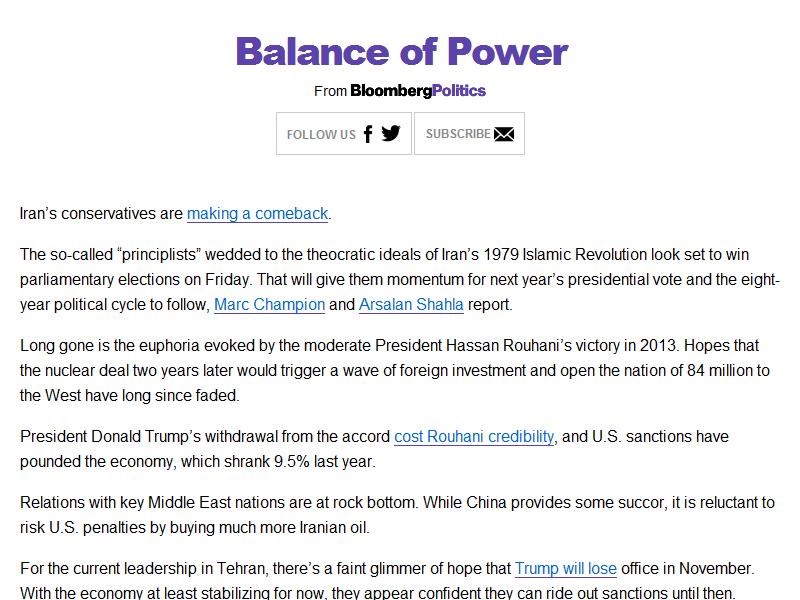 Balance of Power
From BloombergPolitics
FOLLOW US
SUBSCRIBE
Iran’s conservatives are making a comeback.
The so-called “principlists” wedded to the theocratic ideals of Iran’s 1979 Islamic Revolution look set to win
parliamentary elections on Friday. That will give them momentum for next year’s presidential vote and the eight-
year political cycle to follow, Marc Champion and Arsalan Shahla report.
Long gone is the euphoria evoked by the moderate President Hassan Rouhani’s victory in 2013. Hopes that
the nuclear deal two years later would trigger a wave of foreign investment and open the nation of 84 million to
the West have long since faded.
President Donald Trump’s withdrawal from the accord cost Rouhani credibility, and U.S. sanctions have
pounded the economy, which shrank 9.5% last year.
Relations with key Middle East nations are at rock bottom. While China provides some succor, it is reluctant to
risk U.S. penalties by buying much more Iranian oil.
For the current leadership in Tehran, there’s a faint glimmer of hope that Trump will lose office in November.
With the economy at least stabilizing for now, they appear confident they can ride out sanctions until then.